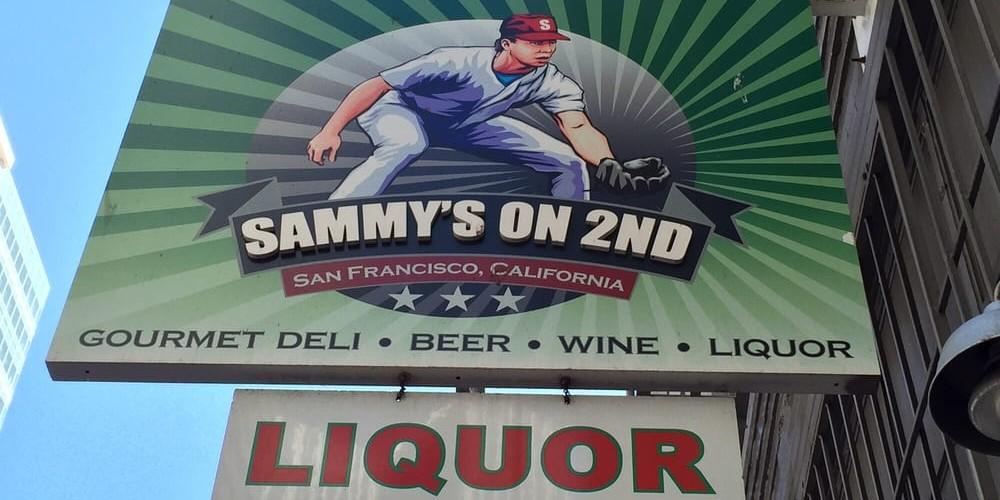 S
SAMMY'S ON 2ND
SAN FRANCISCO, CALIFORNIA
GOURMET DELI • BEER • WINE • LIQUOR
LIQUOR